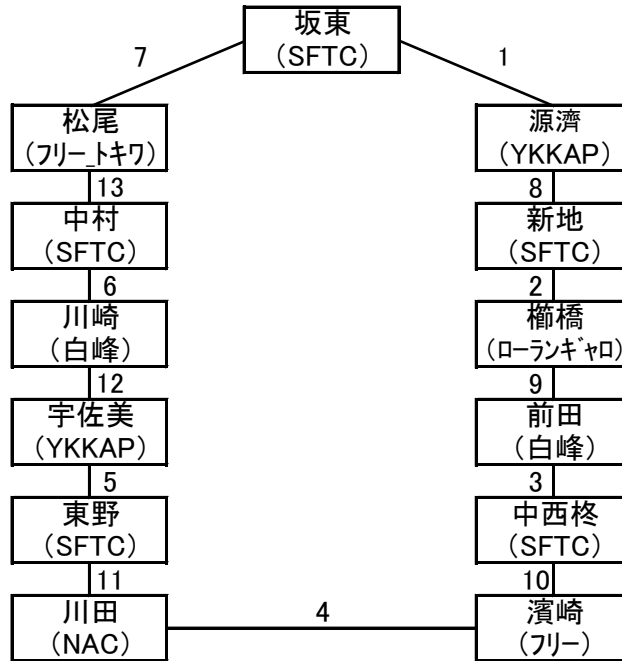 坂東
(SFTC)
7
1
松尾
(フリー_トキワ)
源濟
(YKKAP)
13
8
中村
(SFTC)
新地
(SFTC)
6
2
川崎
(白峰)
櫛橋
(ローランギャロ)
12
9
宇佐美
(YKKAP)
前田
(白峰)
5
3
東野
(SFTC)
中西柊
(SFTC)
11
10
川田
(NAC)
4
濱崎
(フリー)